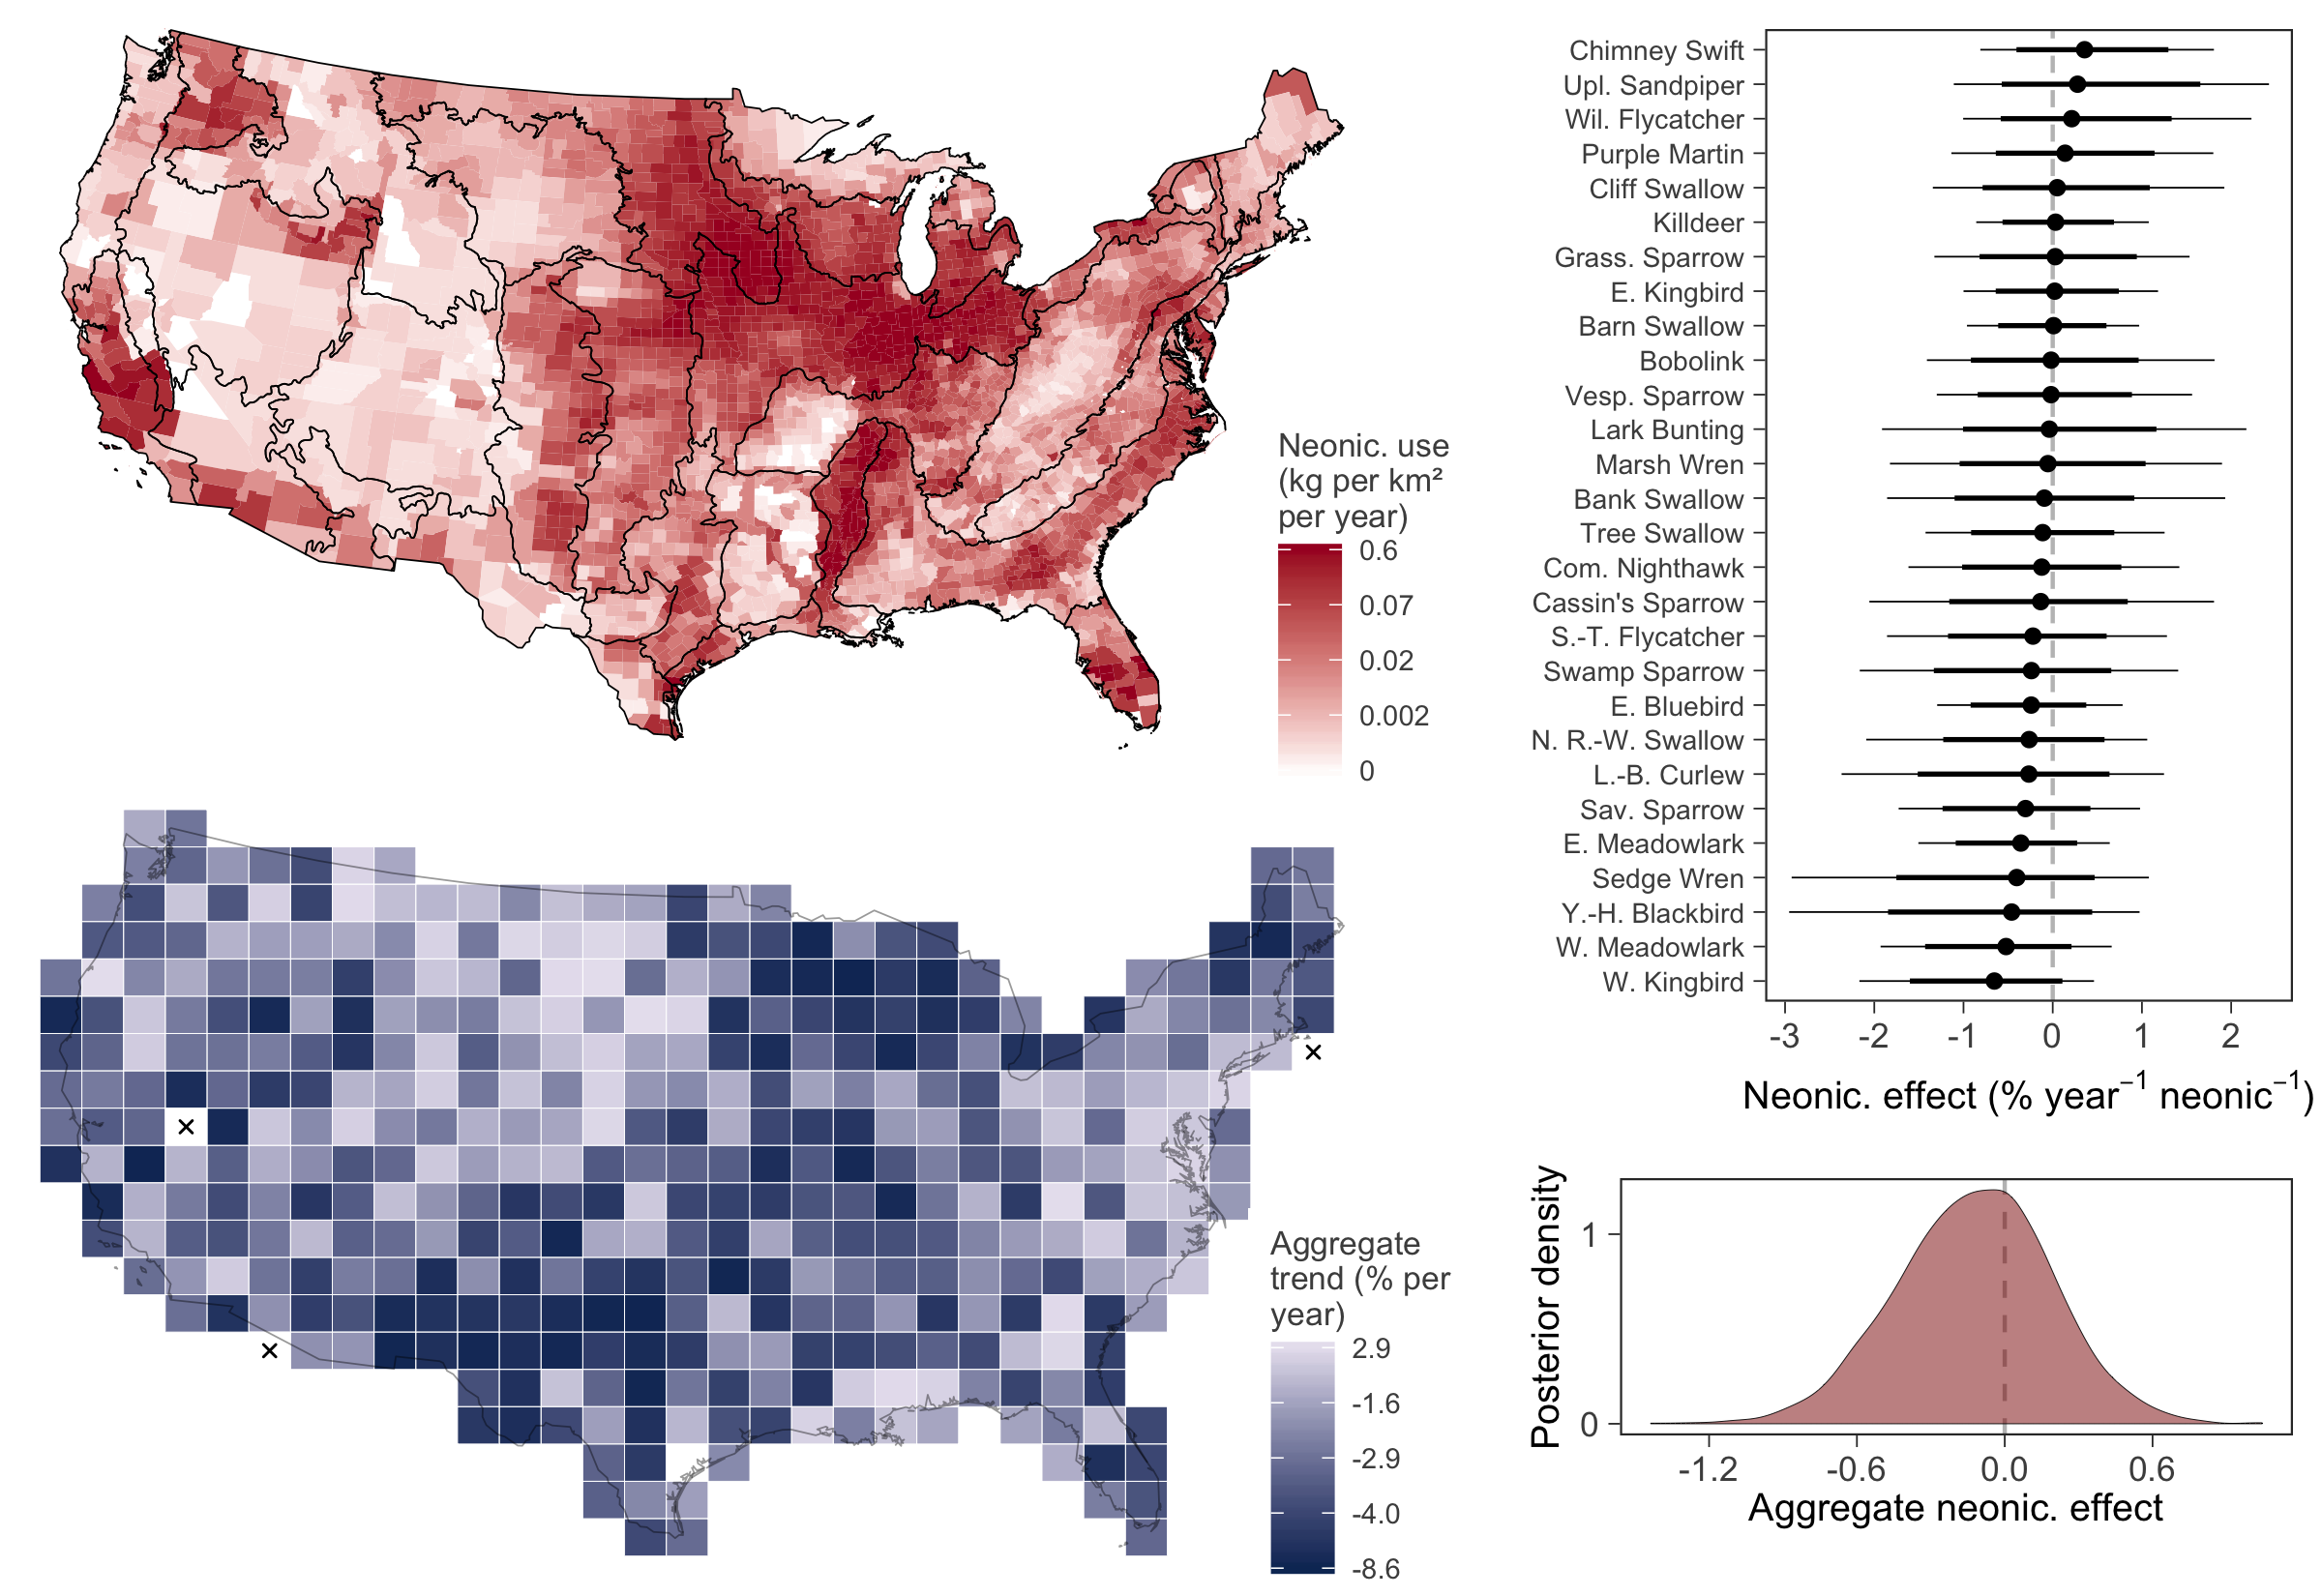 Neonic. use
(kg per km²
per year)
0.6
0.07
0.02
0.002
0
Aggregate
trend (% per
year)
2.9
-1.6
-2.9
-4.0
-8.6
Chimney Swift
Upl. Sandpiper
Wil. Flycatcher
Purple Martin
Cliff Swallow
Killdeer
Grass. Sparrow
E. Kingbird
Barn Swallow
Bobolink
Vesp. Sparrow
Lark Bunting
Marsh Wren
Bank Swallow
Tree Swallow
Com. Nighthawk
Cassin's Sparrow
S.-T. Flycatcher
Swamp Sparrow
E. Bluebird
N. R.-W. Swallow
L.-B. Curlew
Sav. Sparrow
E. Meadowlark
Sedge Wren
Y.-H. Blackbird
W. Meadowlark
W. Kingbird
-3 -2 -1 0 1 2
Neonic. effect (% year⁻¹ neonic⁻¹)
Posterior density
1
0
-1.2 -0.6 0.0 0.6
Aggregate neonic. effect